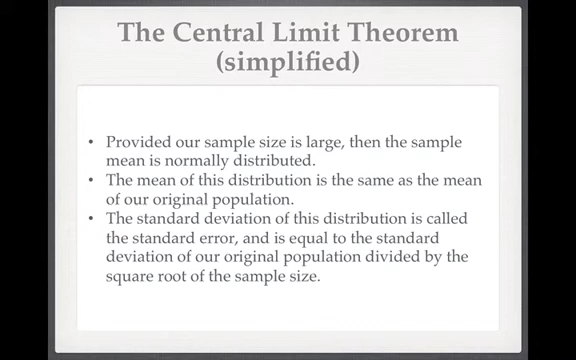 The Central Limit Theorem
(simplified)
• Provided our sample size is large, then the sample
mean is normally distributed.
• The mean of this distribution is the same as the mean
of our original population.
• The standard deviation of this distribution is called
the standard error, and is equal to the standard
deviation of our original population divided by the
square root of the sample size.